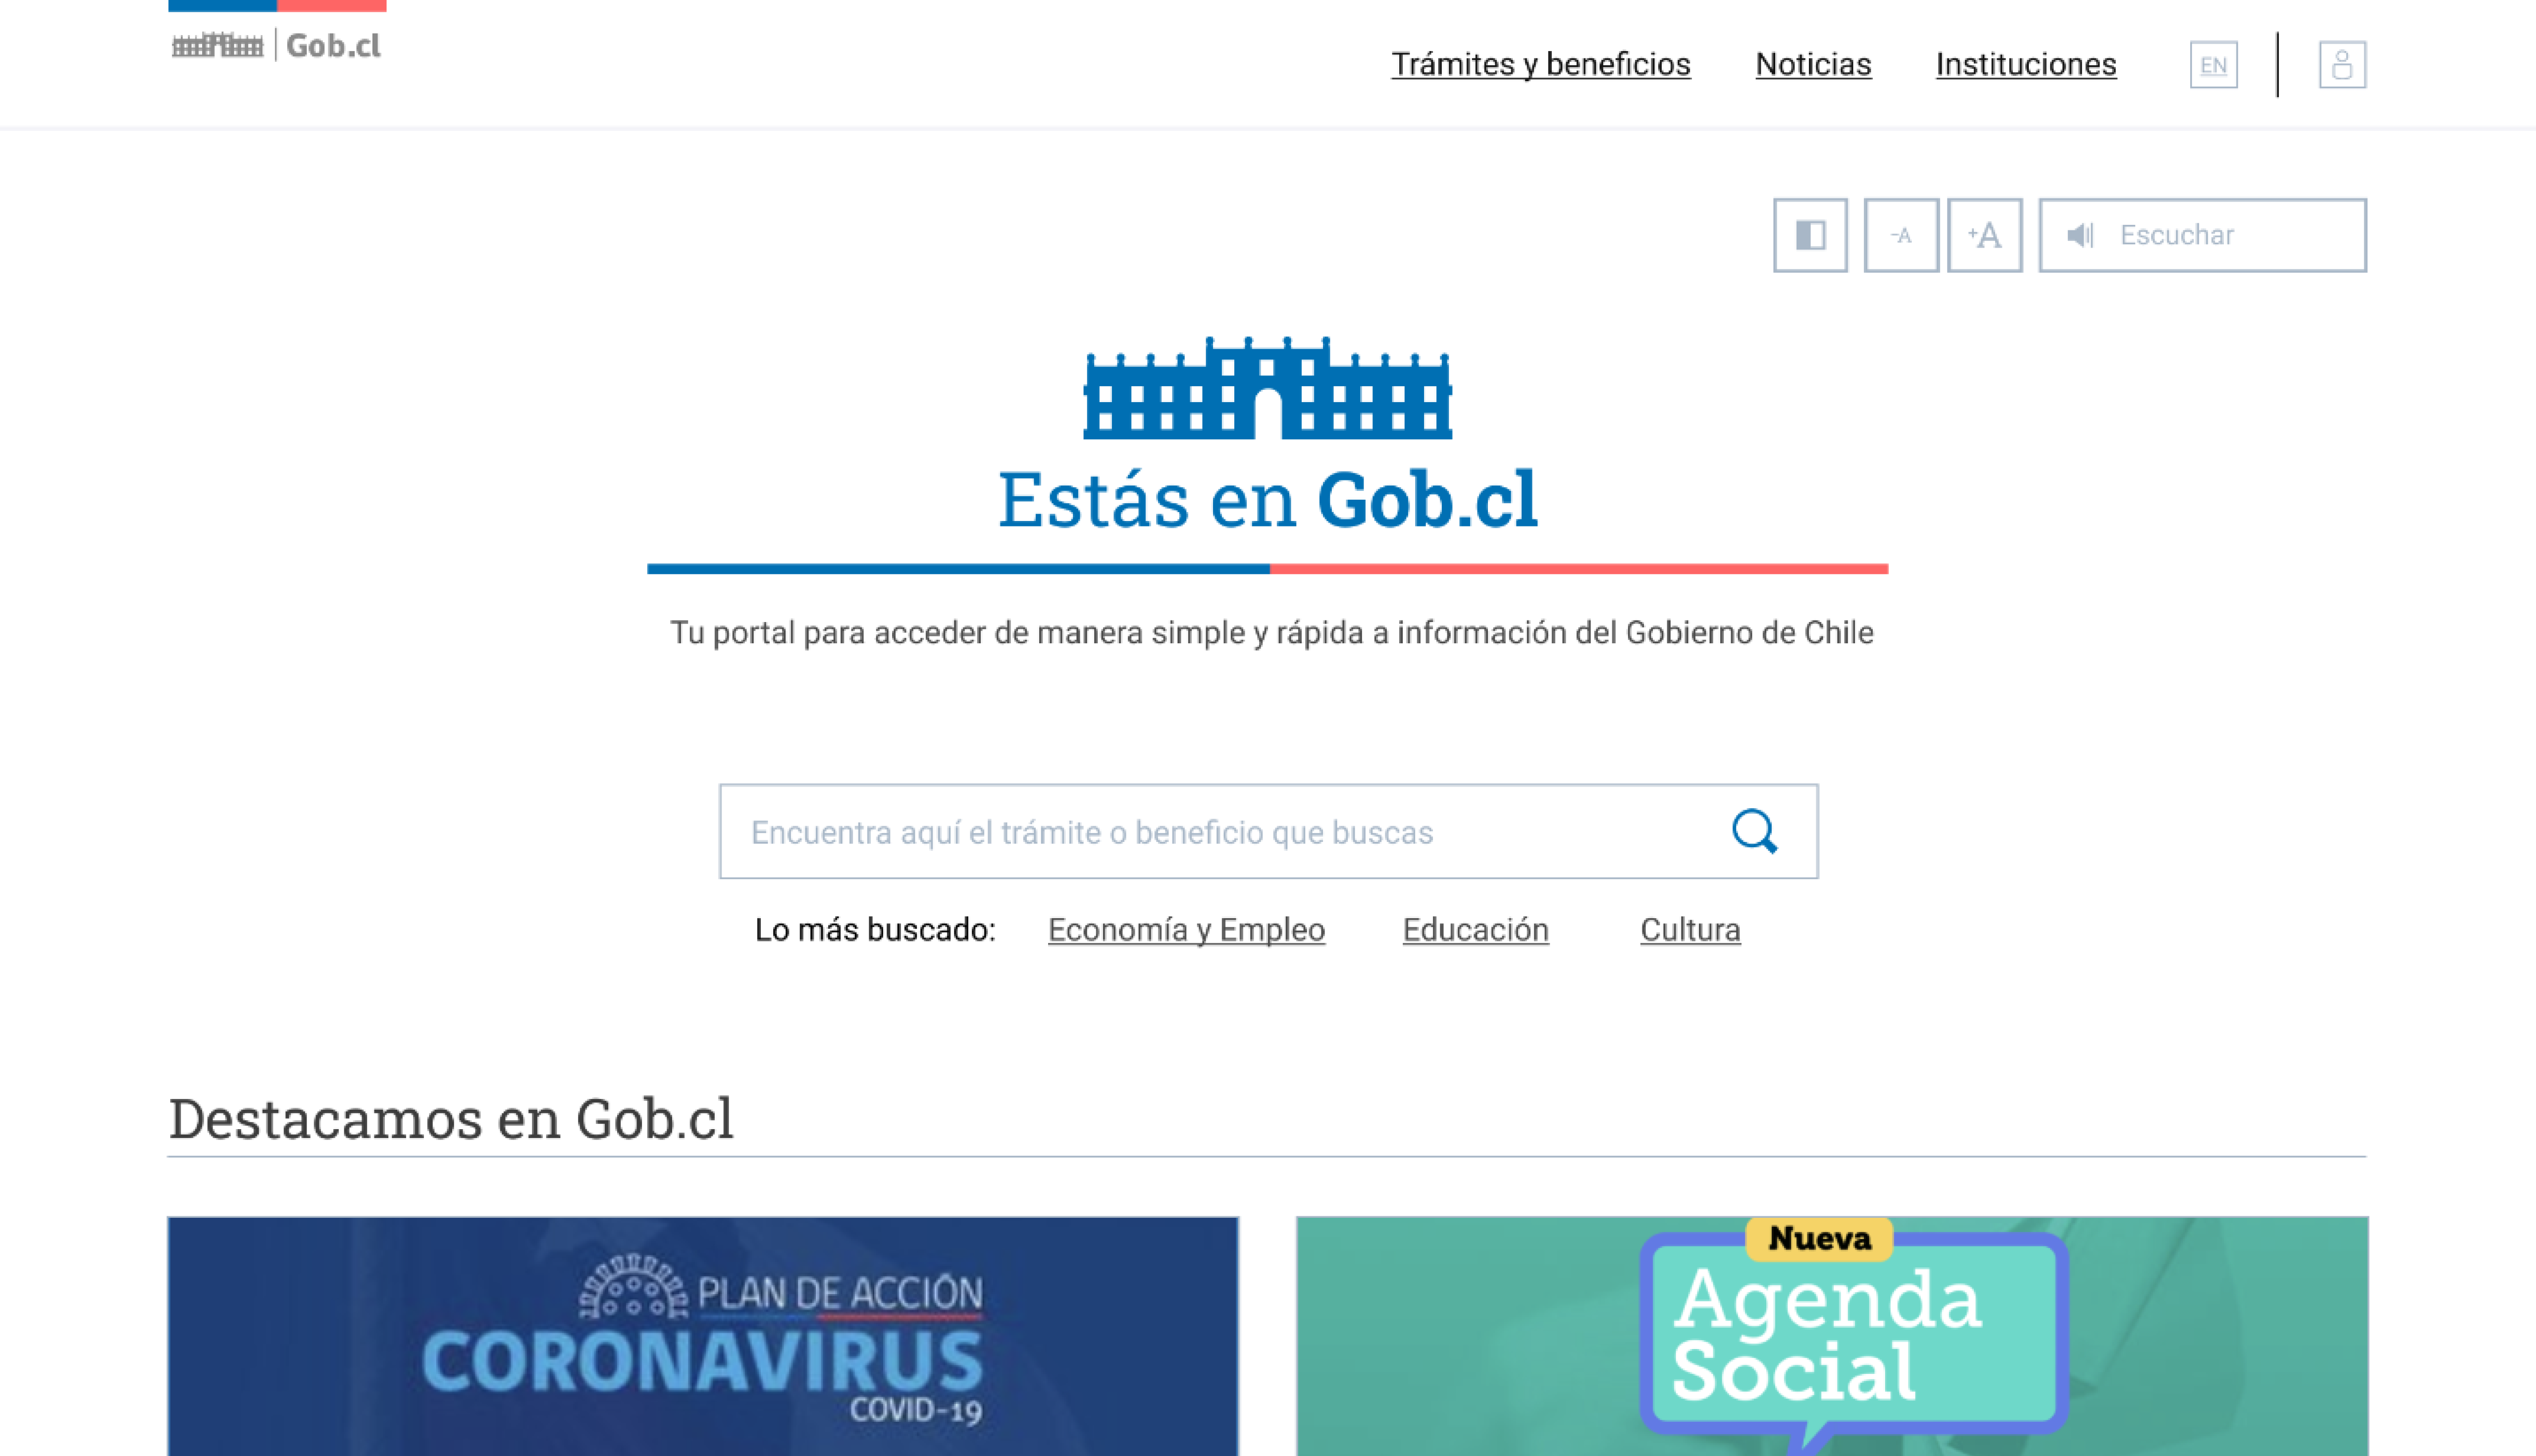 Gob.cl
Trámites y beneficios Noticias Instituciones EN
-A +A Escuchar
Estás en Gob.cl
Tu portal para acceder de manera simple y rápida a información del Gobierno de Chile
Encuentra aquí el trámite o beneficio que buscas
Lo más buscado: Economía y Empleo Educación Cultura
Destacamos en Gob.cl
PLAN DE ACCIÓN
CORONAVIRUS
COVID-19
Nueva
Agenda
Social